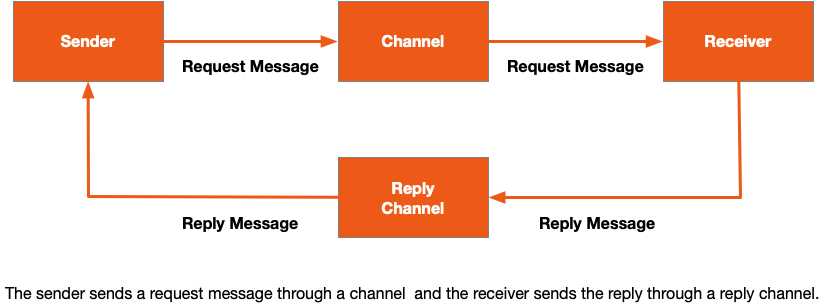 Sender
Channel
Receiver
Request Message
Request Message
Reply
Channel
Reply Message
Reply Message
The sender sends a request message through a channel  and the receiver sends the reply through a reply channel.